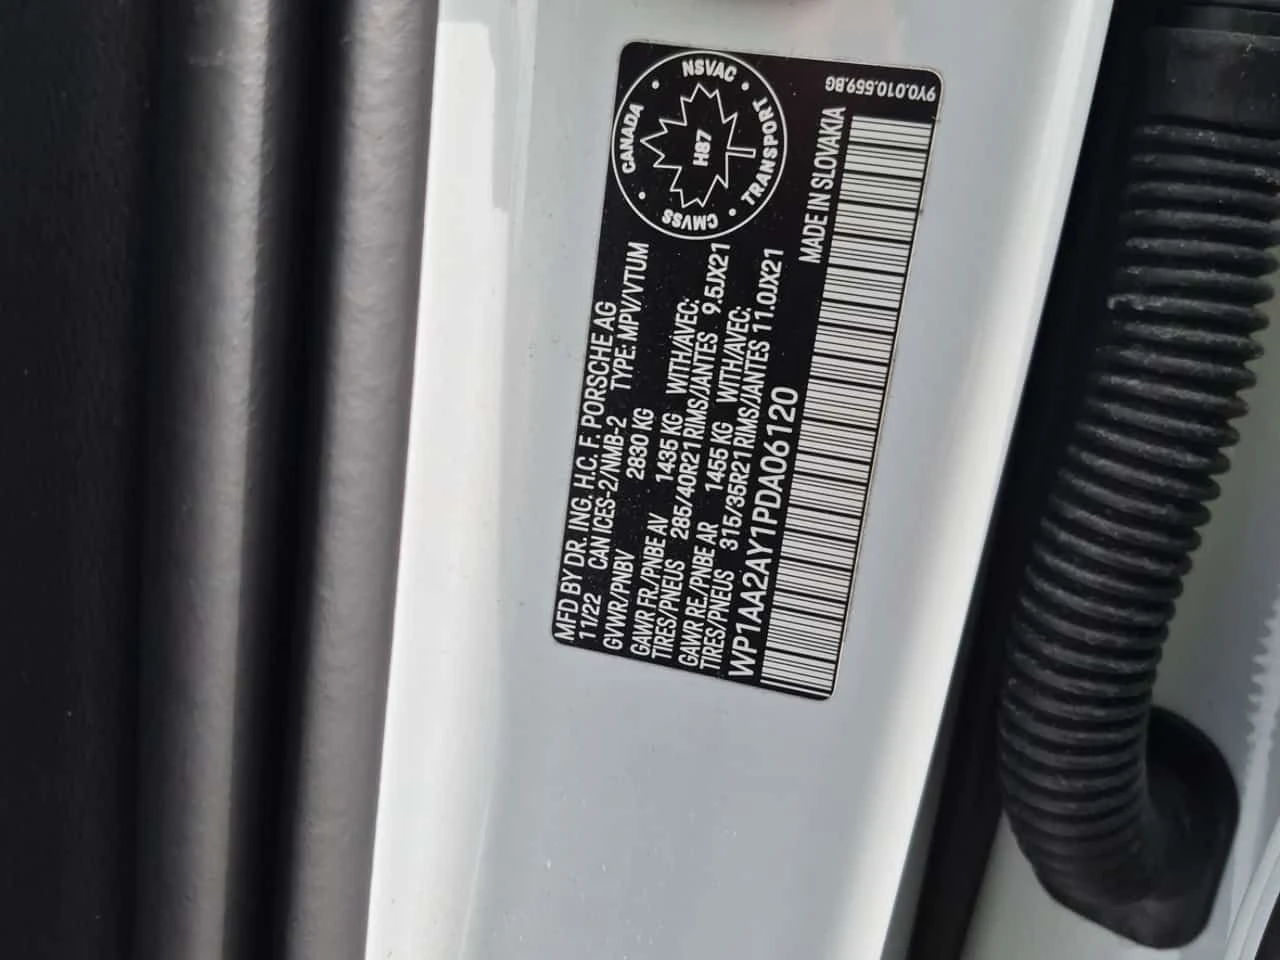 MFD BY DR. ING. H.C. F. PORSCHE AG
11/22 CAN ICES-2/NMB-2 TYPE: MPV/VTUM
GVWR/PNBV 2830 KG
GAWR FR./PNBE AV 1435 KG WITH/AVEC:
TIRES/PNEUS 285/40R21 RIMS/JANTES 9.5JX21
GAWR RE./PNBE AR 1455 KG WITH/AVEC:
TIRES/PNEUS 315/35R21 RIMS/JANTES 11.0JX21
WP1AA2AY1PDA06120
MADE IN SLOVAKIA
CANADA
NSVAC
TRANSPORT
CMVSS
H87
9Y0.010.559.BG